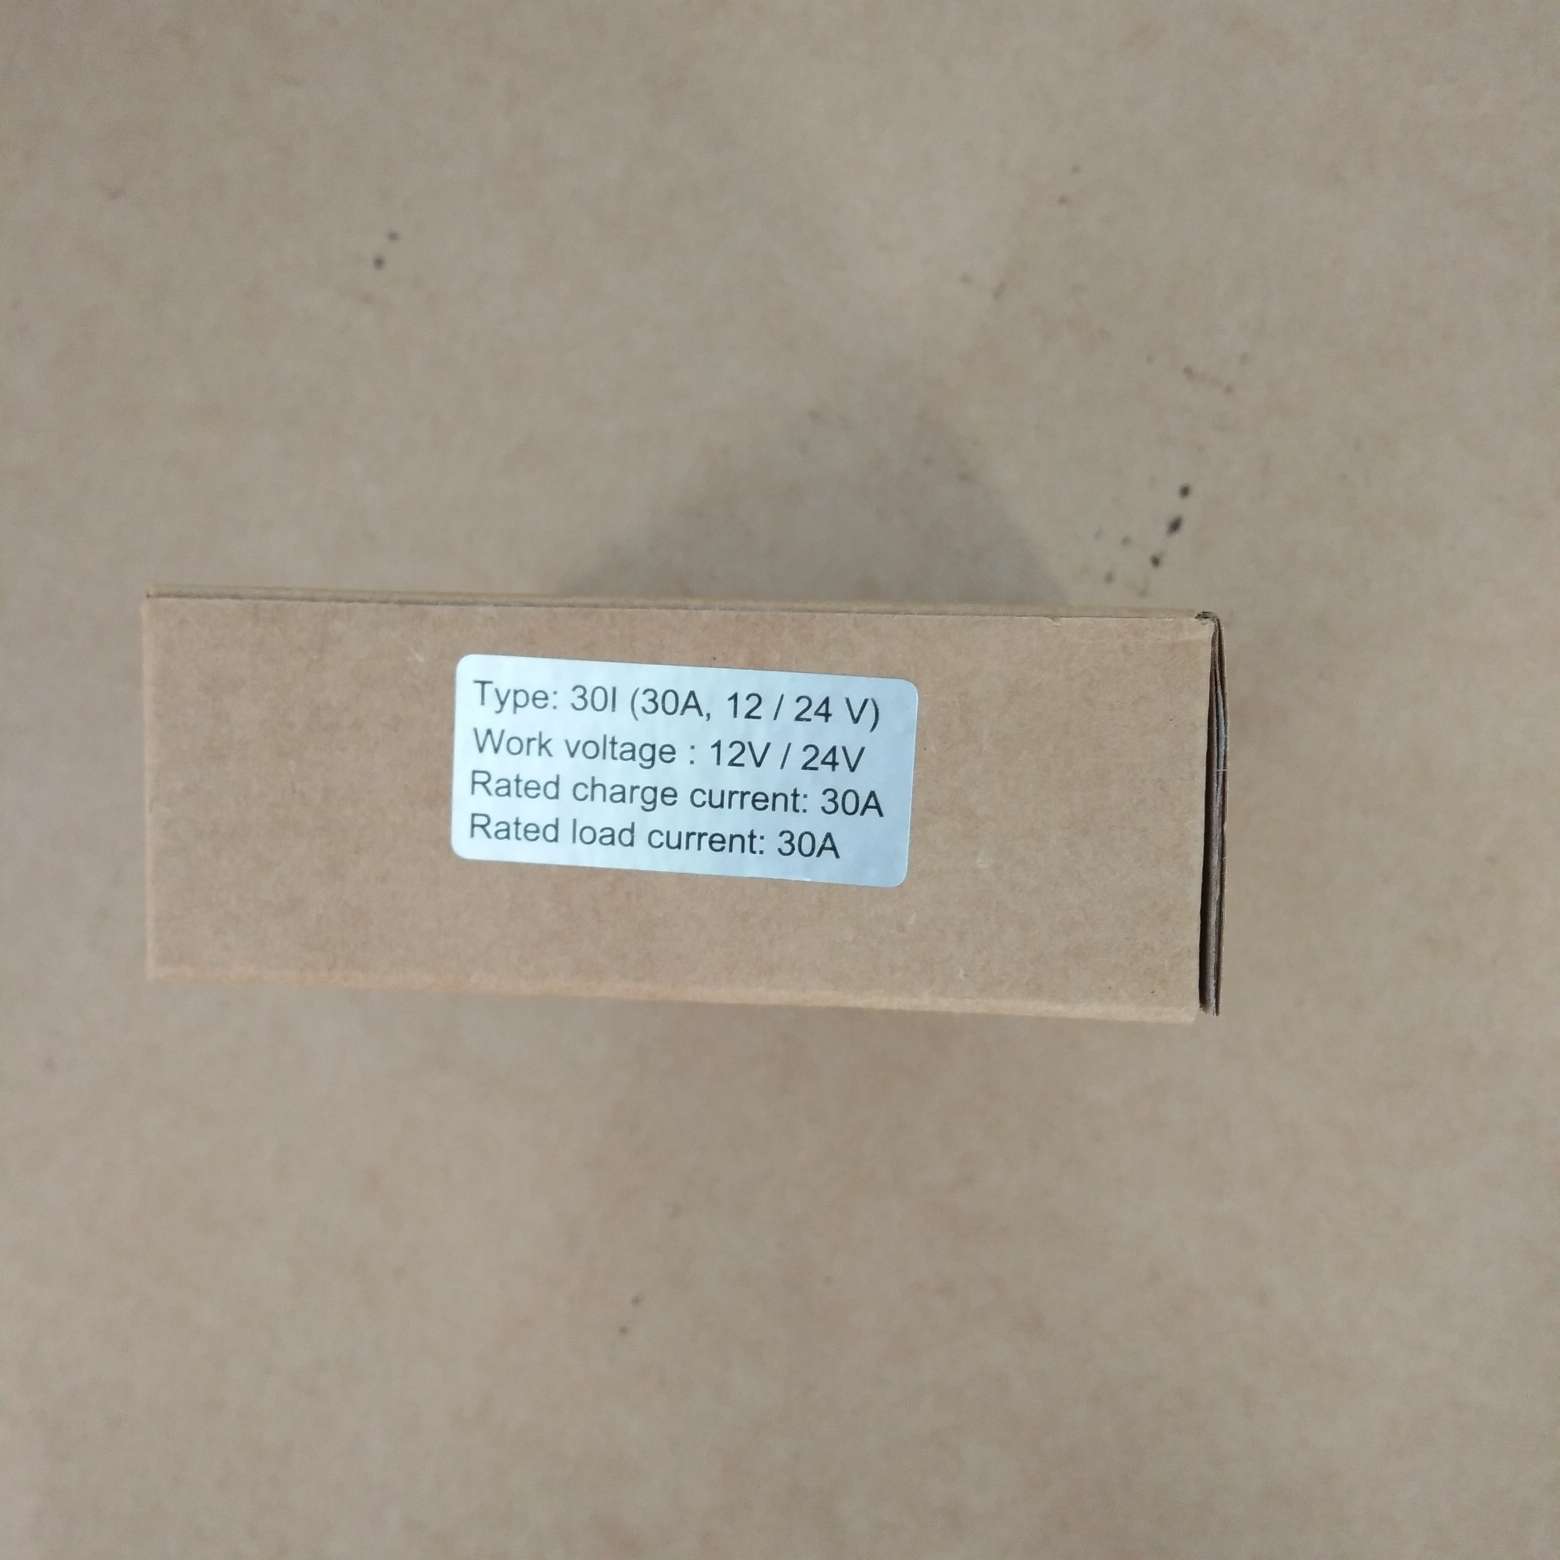 Type: 30I (30A, 12 / 24 V)
Work voltage : 12V / 24V
Rated charge current: 30A
Rated load current: 30A